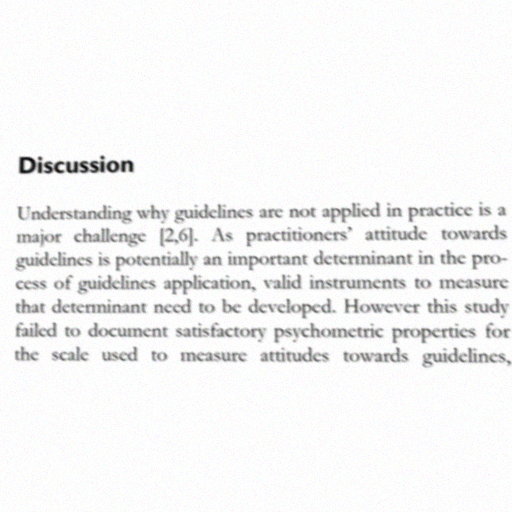 Discussion
Understanding why guidelines are not applied in practice is a
major challenge [2,6]. As practitioners' attitude towards
guidelines is potentially an important determinant in the pro-
cess of guidelines application, valid instruments to measure
that determinant need to be developed. However this study
failed to document satisfactory psychometric properties for
the scale used to measure attitudes towards guidelines,